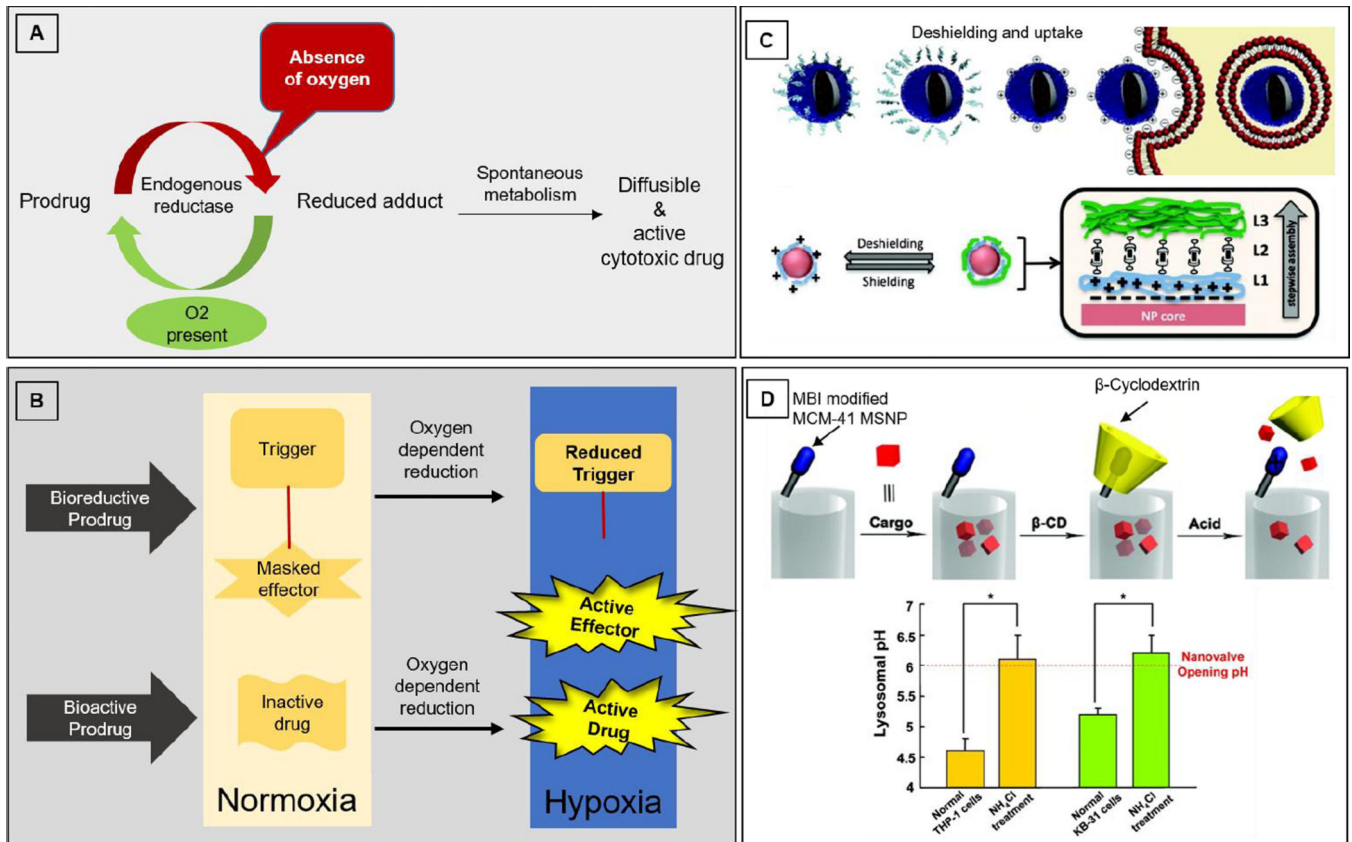 A
Absence
of oxygen
Prodrug
Endogenous
reductase
Reduced adduct
Spontaneous
metabolism
Diffusible
&
active
cytotoxic drug
O2
present
B
Bioreductive
Prodrug
Trigger
Masked
effector
Oxygen
dependent
reduction
Reduced
Trigger
Active
Effector
Bioactive
Prodrug
Inactive
drug
Oxygen
dependent
reduction
Active
Drug
Normoxia
Hypoxia
C
Deshielding and uptake
Deshielding
Shielding
L3
L2
L1
NP core
stepwise assembly
D
MBI modified
MCM-41 MSNP
β-Cyclodextrin
Cargo
β-CD
Acid
Lysosomal pH
7
6.5
6
5.5
5
4.5
4
*
*
Nanovalve
Opening pH
Normal
THP-1 cells
NH₄Cl
treatment
Normal
KB-31 cells
NH₄Cl
treatment